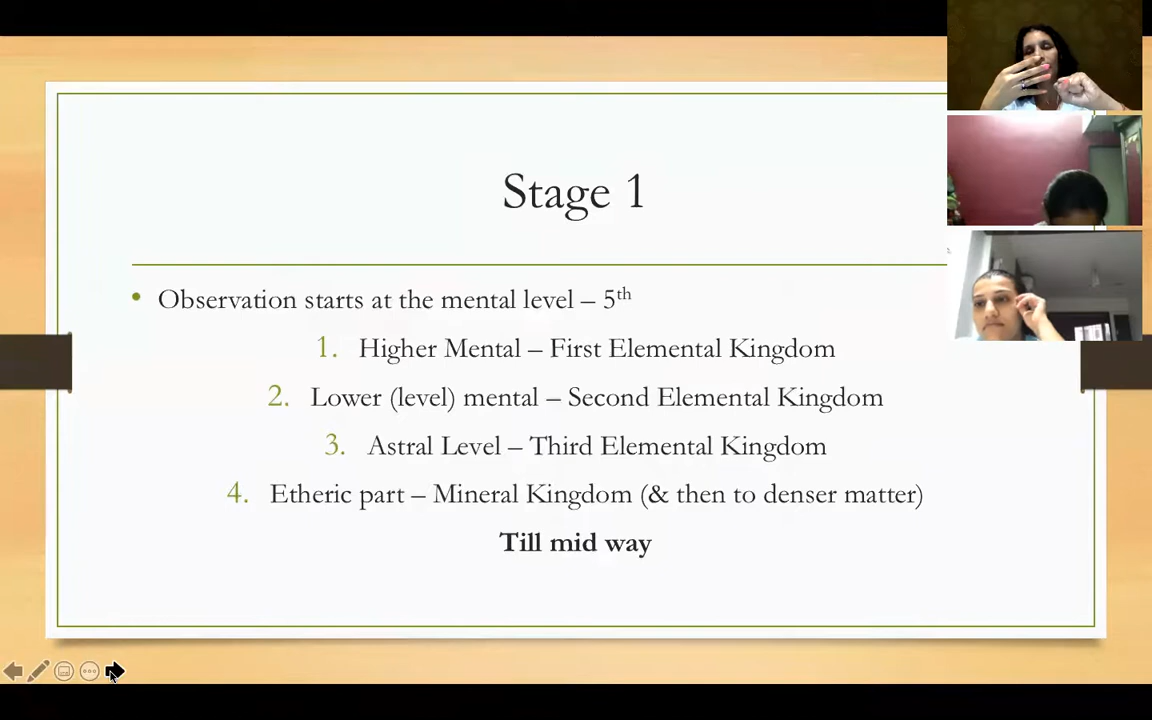 Stage 1
• Observation starts at the mental level – 5th
1. Higher Mental – First Elemental Kingdom
2. Lower (level) mental – Second Elemental Kingdom
3. Astral Level – Third Elemental Kingdom
4. Etheric part – Mineral Kingdom (& then to denser matter)
Till mid way